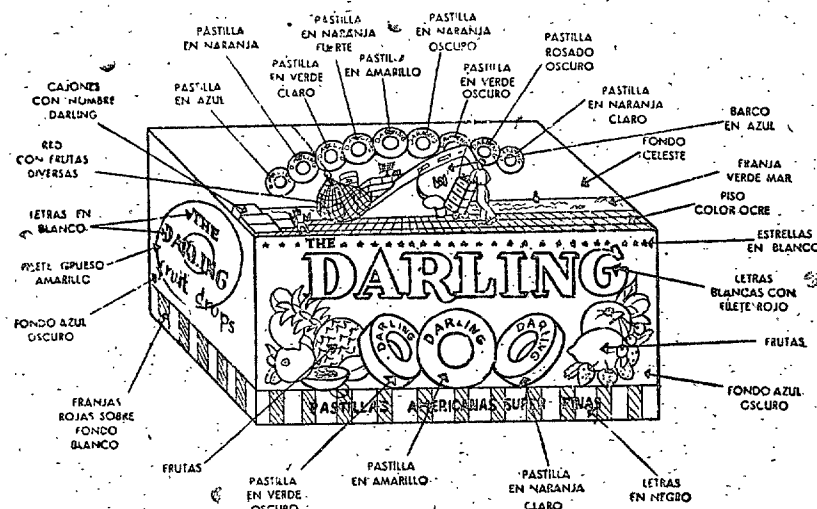 PASTILLA
EN NARANJA
PASTILLA
EN NARANJA
FUERTE
PASTILLA
EN NARANJA
OSCURO
PASTILLA
EN VERDE
CLARO
PASTILLA
EN AMARILLO
PASTILLA
ROSADO
OSCURO
CAJONES
CON NOMBRE
DARLING
PASTILLA
EN AZUL
PASTILLA
EN VERDE
OSCURO
PASTILLA
EN NARANJA
CLARO
BARCO
EN AZUL
RED
CON FRUTAS
DIVERSAS
FONDO
CELESTE
FRANJA
VERDE MAR
PISO
COLOR OCRE
LETRAS EN
BLANCO
THE
DARLING
fruit drops
FILETE GRUESO
AMARILLO
FONDO AZUL
OSCURO
ESTRELLAS
EN BLANCO
THE
DARLING
LETRAS
BLANCAS CON
FILETE ROJO
DARLING
DARLING
DARLING
FRUTAS
FONDO AZUL
OSCURO
PASTILLAS AMERICANAS SUPER FINAS
FRANJAS
ROJAS SOBRE
FONDO
BLANCO
FRUTAS
PASTILLA
EN VERDE
OSCURO
PASTILLA
EN AMARILLO
PASTILLA
EN NARANJA
CLARO
LETRAS
EN NEGRO